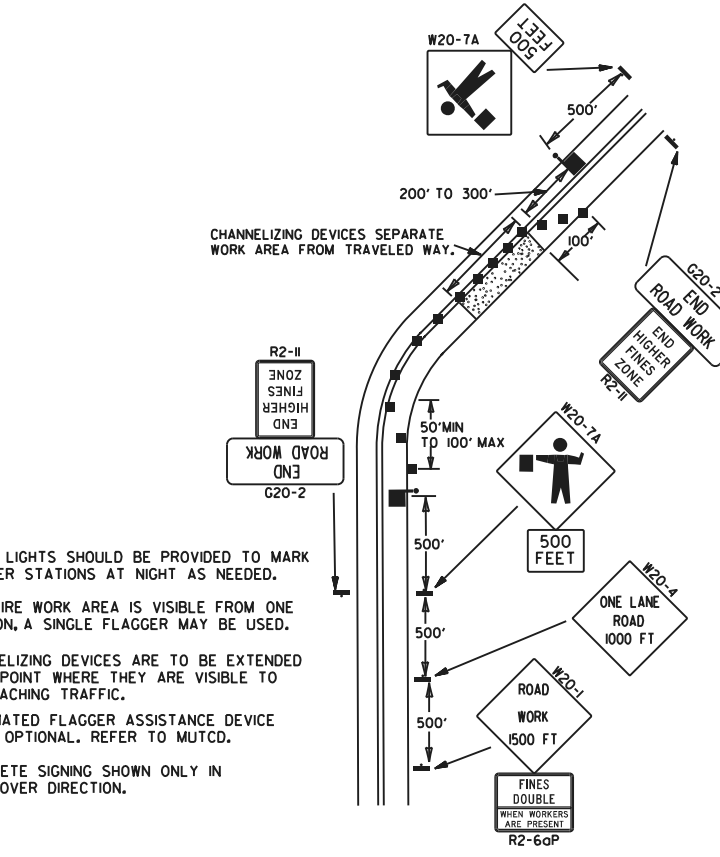 W20-7A
500
FEET
500'
200' TO 300'
CHANNELIZING DEVICES SEPARATE
WORK AREA FROM TRAVELED WAY.
100'
G20-2
END
ROAD WORK
END
HIGHER
FINES
ZONE
R2-11
R2-11
END
HIGHER
FINES
ZONE
END
ROAD WORK
G20-2
50'MIN
TO 100' MAX
W20-7A
500
FEET
500'
LIGHTS SHOULD BE PROVIDED TO MARK
ER STATIONS AT NIGHT AS NEEDED.
IRE WORK AREA IS VISIBLE FROM ONE
ON, A SINGLE FLAGGER MAY BE USED.
W20-4
ONE LANE
ROAD
1000 FT
500'
ELIZING DEVICES ARE TO BE EXTENDED
POINT WHERE THEY ARE VISIBLE TO
ACHING TRAFFIC.
W20-1
ROAD
WORK
1500 FT
500'
MATED FLAGGER ASSISTANCE DEVICE
OPTIONAL. REFER TO MUTCD.
ETE SIGNING SHOWN ONLY IN
OVER DIRECTION.
FINES
DOUBLE
WHEN WORKERS
ARE PRESENT
R2-6aP